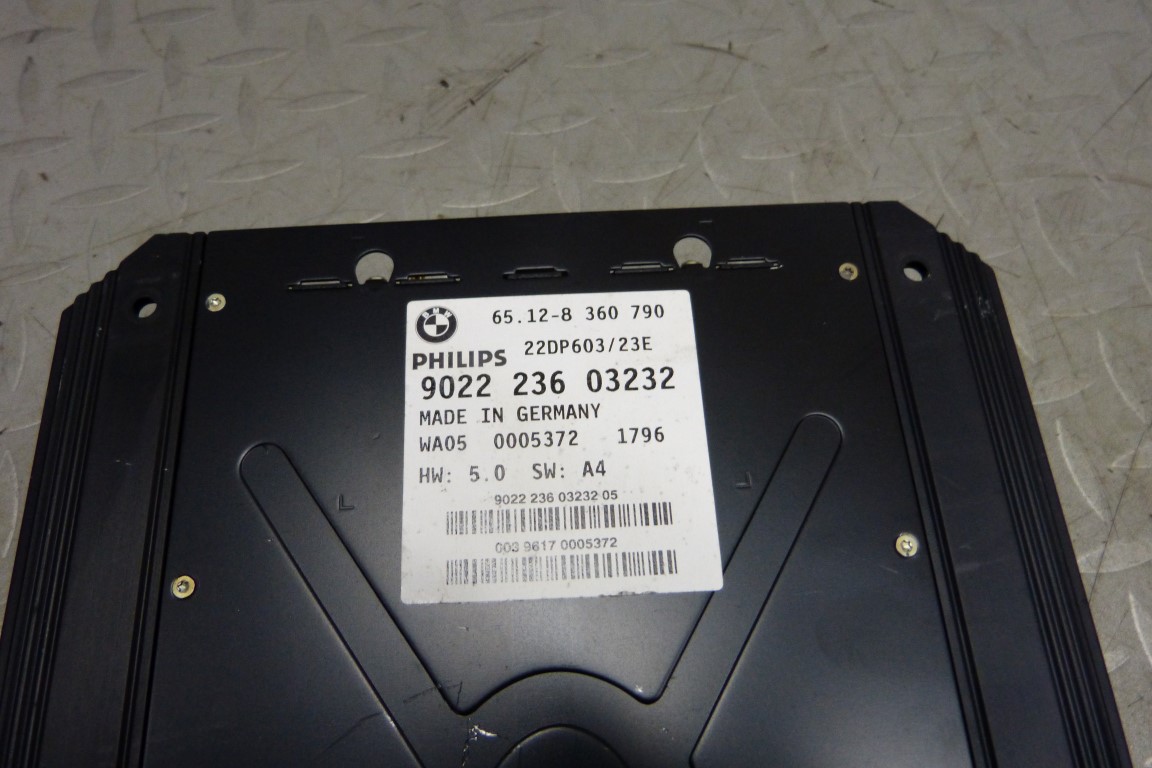 BMW
65.12-8 360 790
PHILIPS 22DP603/23E
9022 236 03232
MADE IN GERMANY
WA05 0005372 1796
HW: 5.0 SW: A4
9022 236 03232 05
003 9617 0005372